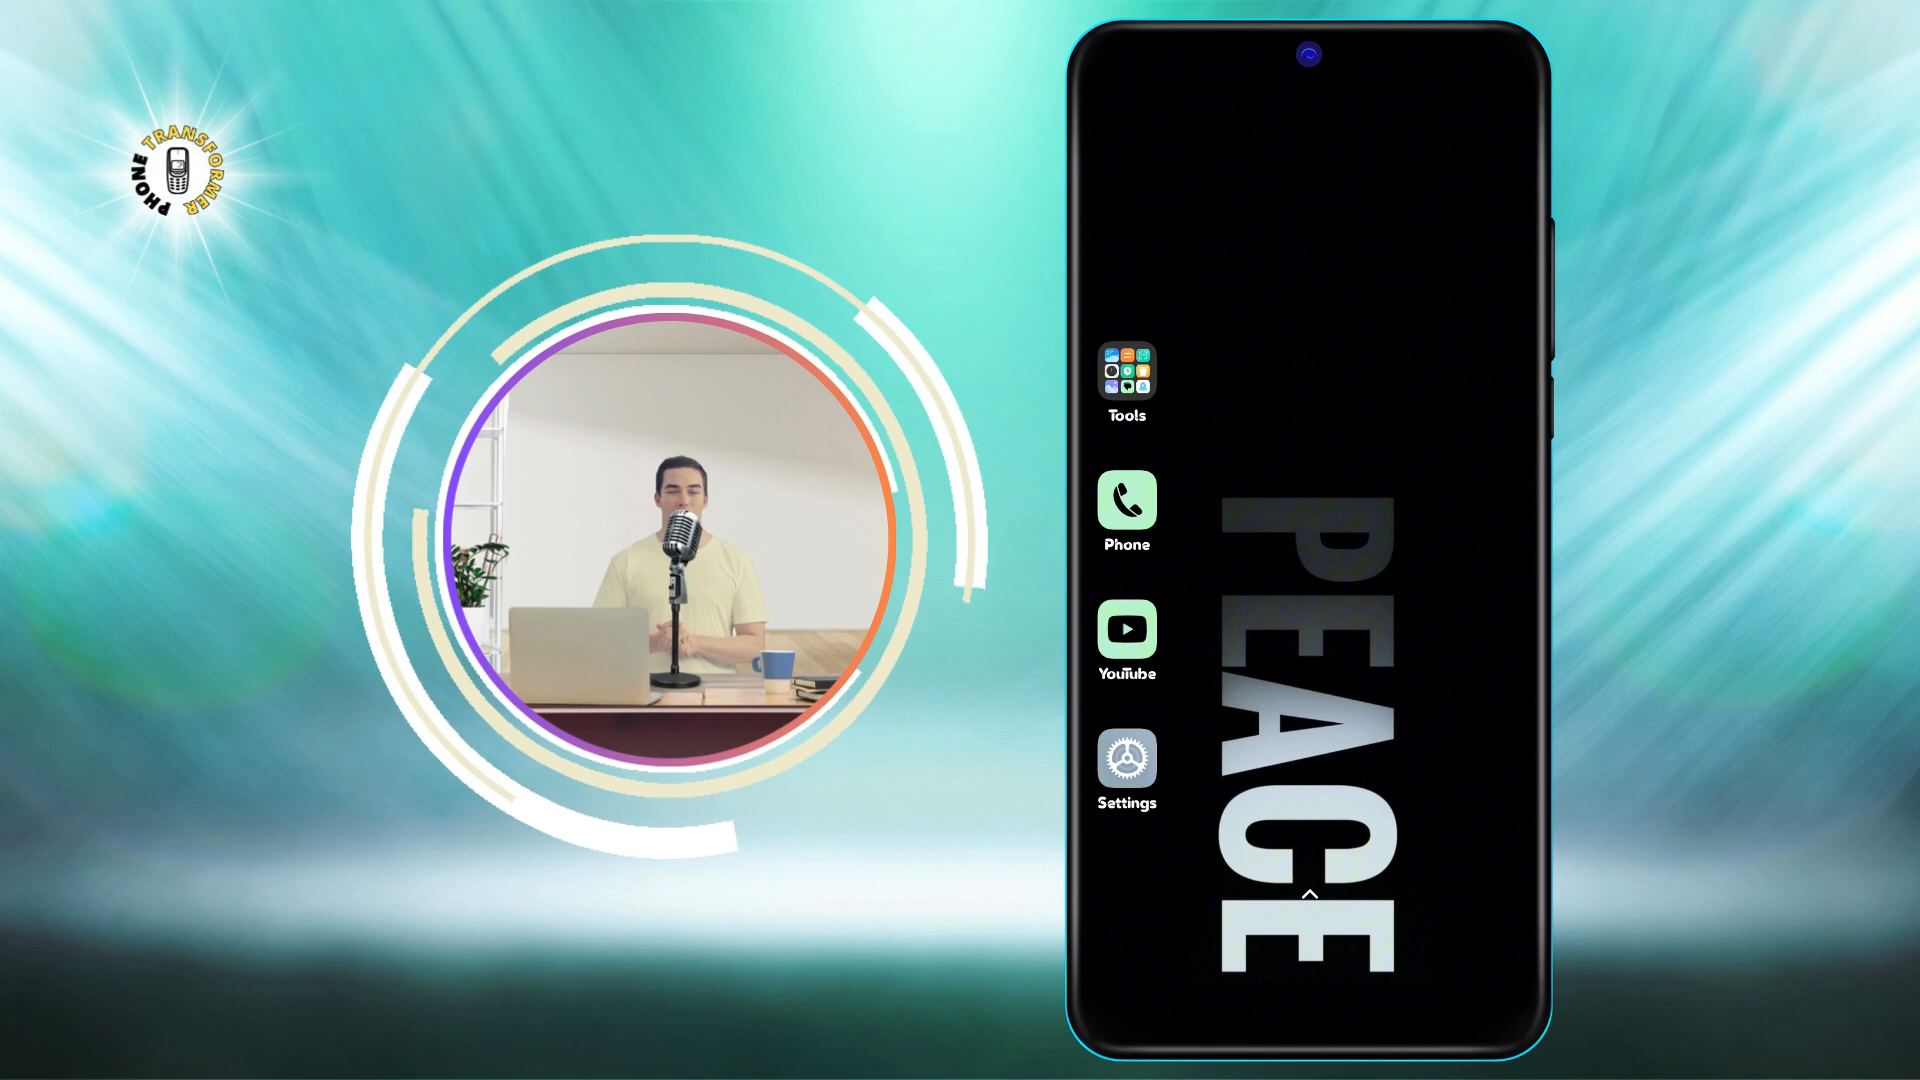 PHONE TRANSFORMER
Tools
Phone
YouTube
Settings
PEACE